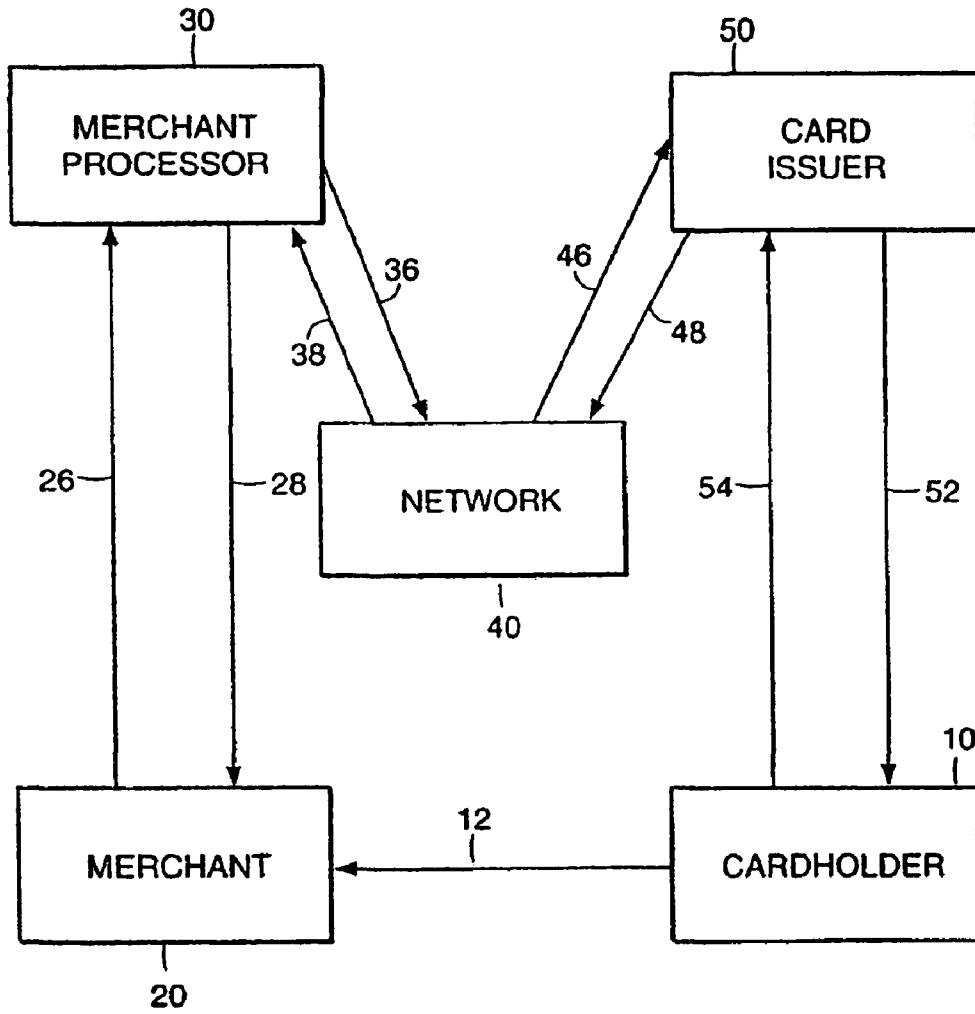 30
50
MERCHANT
PROCESSOR
CARD
ISSUER
36
46
38
48
26
28
NETWORK
54
52
40
10
12
MERCHANT
CARDHOLDER
20